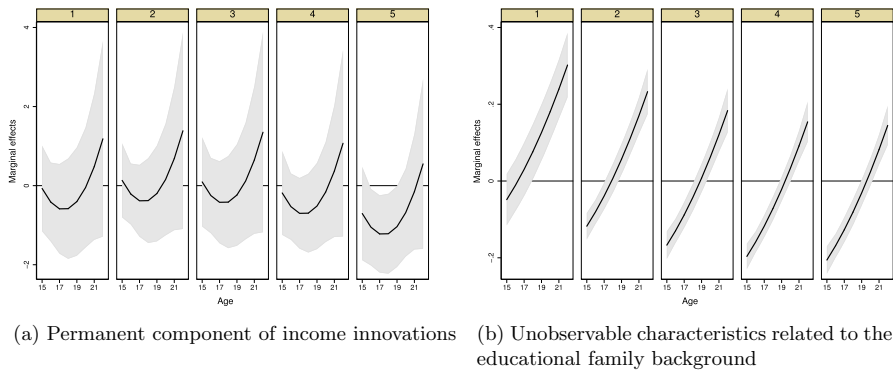 1 2 3 4 5
Marginal effects
4
2
0
−2
15 17 19 21 15 17 19 21 15 17 19 21 15 17 19 21 15 17 19 21
Age
(a) Permanent component of income innovations
1 2 3 4 5
Marginal effects
.4
.2
0
−.2
15 17 19 21 15 17 19 21 15 17 19 21 15 17 19 21 15 17 19 21
Age
(b) Unobservable characteristics related to the
educational family background